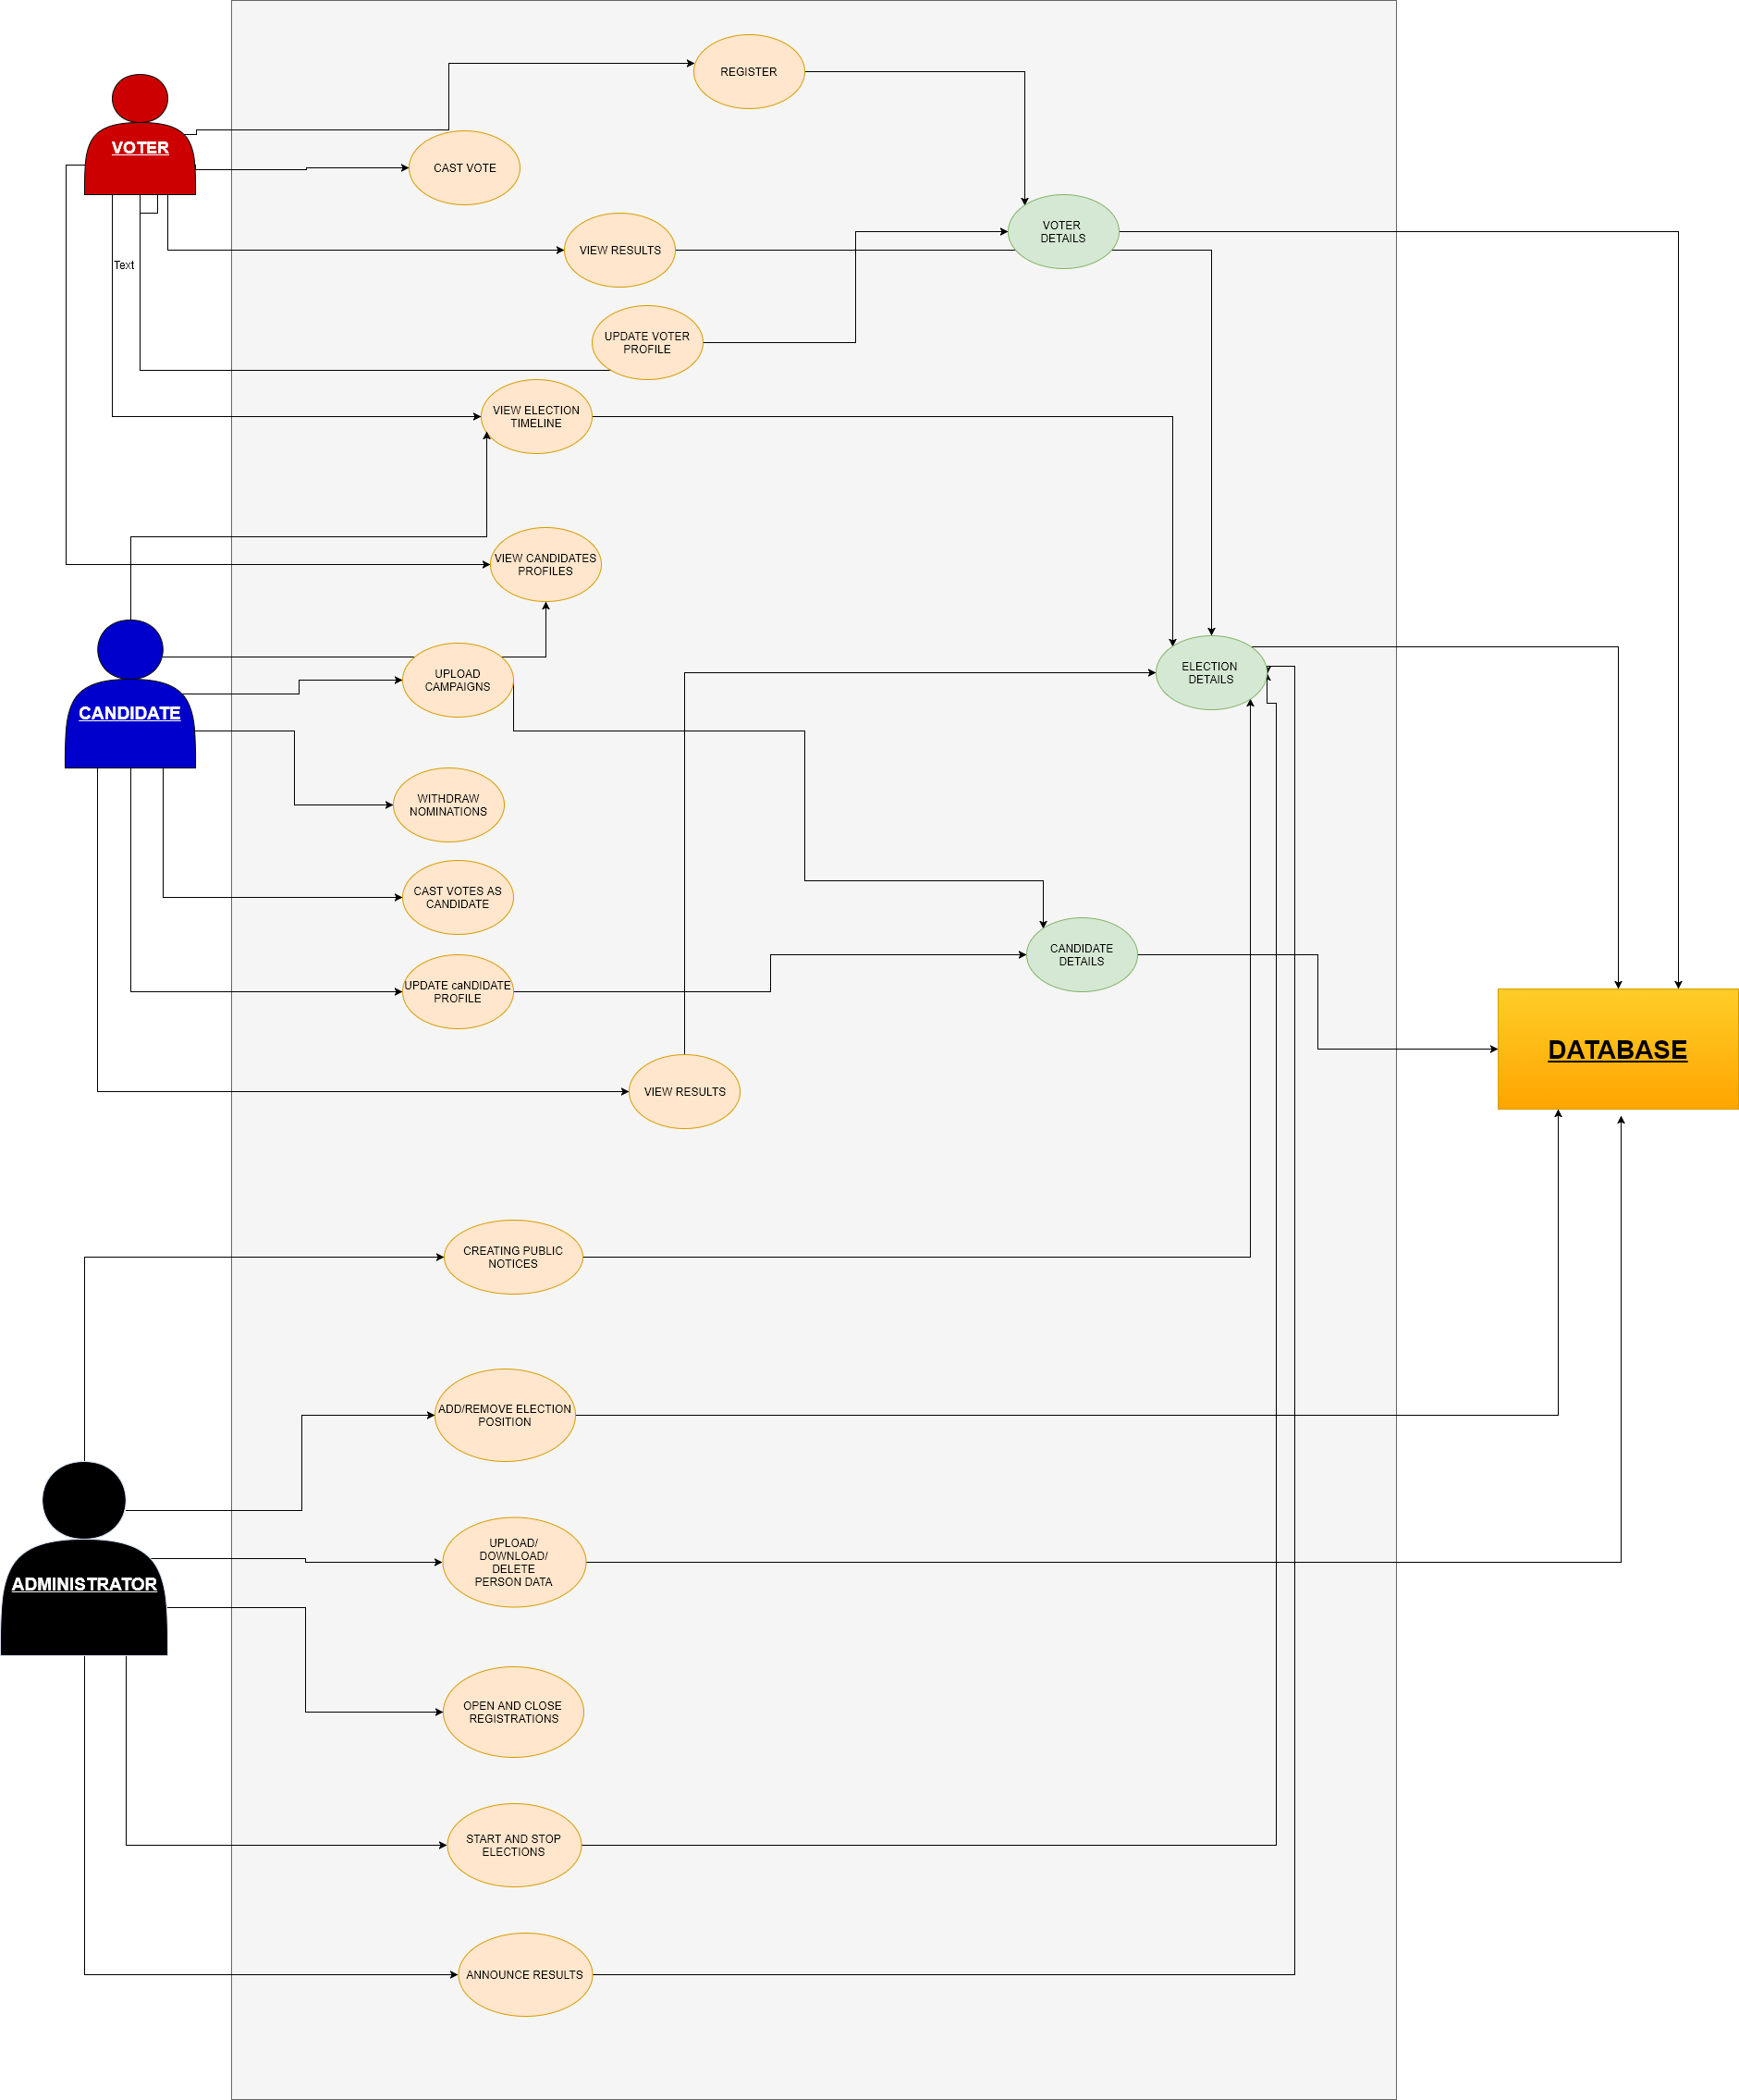 REGISTER
VOTER
CAST VOTE
VOTER
DETAILS
VIEW RESULTS
Text
UPDATE VOTER
PROFILE
VIEW ELECTION
TIMELINE
VIEW CANDIDATES
PROFILES
UPLOAD
CAMPAIGNS
ELECTION
DETAILS
CANDIDATE
WITHDRAW
NOMINATIONS
CAST VOTES AS
CANDIDATE
CANDIDATE
DETAILS
UPDATE caNDIDATE
PROFILE
DATABASE
VIEW RESULTS
CREATING PUBLIC
NOTICES
ADD/REMOVE ELECTION
POSITION
UPLOAD/
DOWNLOAD/
DELETE
PERSON DATA
ADMINISTRATOR
OPEN AND CLOSE
REGISTRATIONS
START AND STOP
ELECTIONS
ANNOUNCE RESULTS